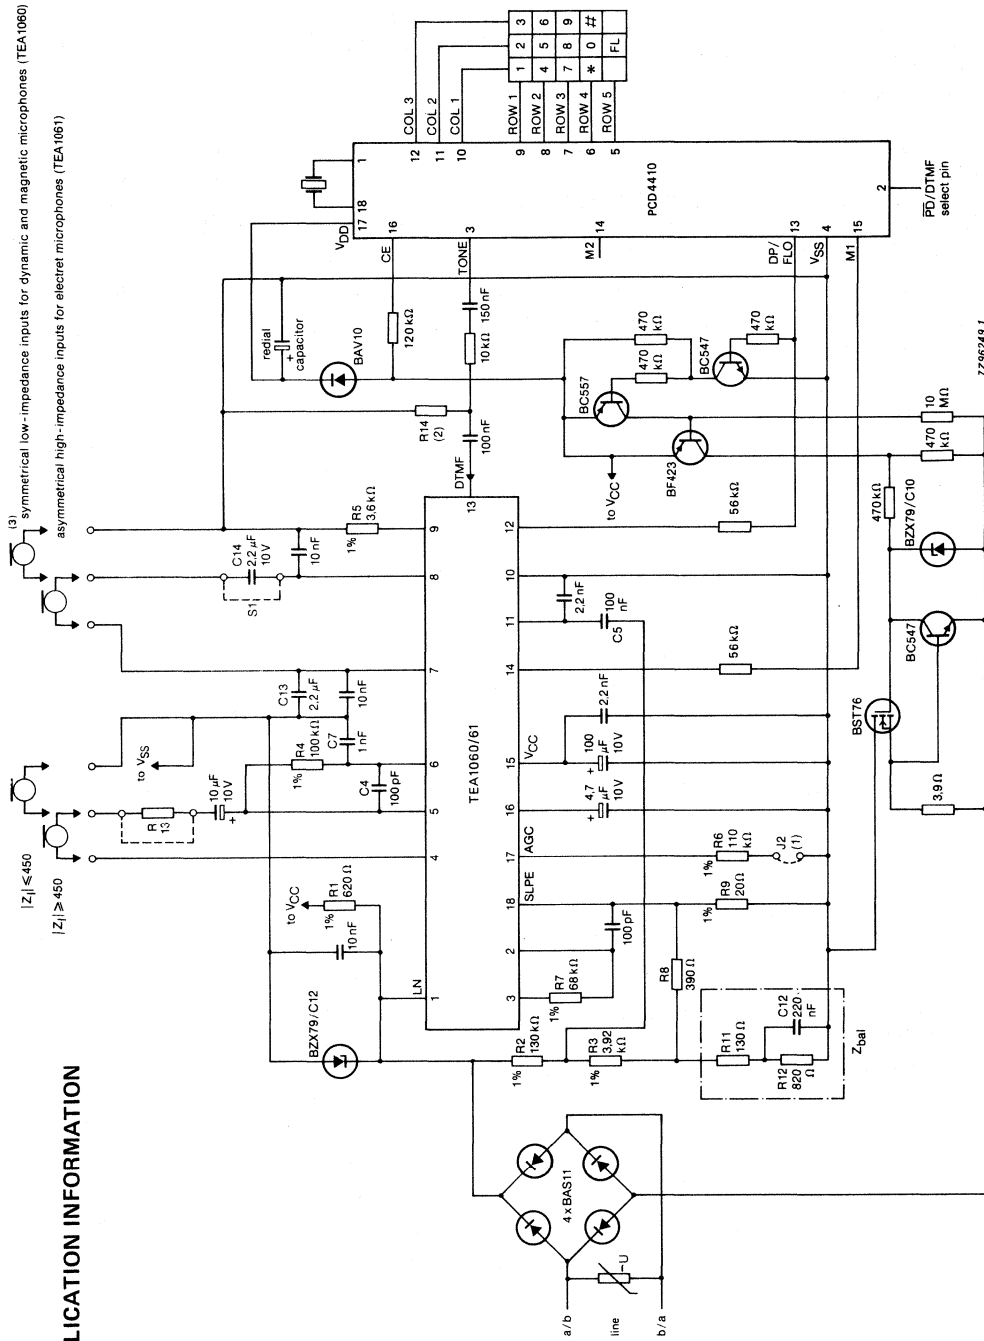 LICATION INFORMATION
(3)
symmetrical low-impedance inputs for dynamic and magnetic microphones (TEA1060)
asymmetrical high-impedance inputs for electret microphones (TEA1061)
|Zi| ⩽ 450
|Zi| ⩾ 450
R13
10 μF
10 V
+
to VSS
C13
2.2 μF
10 nF
C7
1 nF
R4
100 kΩ
1%
C4
100 pF
S1
C14
2.2 μF
10 V
10 nF
R5
3.6 kΩ
1%
to VCC
R1
620 Ω
1%
10 nF
BZX79/C12
LN
1
4
5
6
7
8
9
13
DTMF
TEA1060/61
3
2
18
SLPE
17
AGC
16
15
VCC
14
11
10
12
R14
(2)
100 nF
10 kΩ
150 nF
redial
capacitor
+
BAV10
120 kΩ
VDD
17
18
1
CE
16
TONE
3
M2
14
DP/
FLO
13
VSS
4
M1
15
PCD4410
2
PD/DTMF
select pin
12
COL 3
11
COL 2
10
COL 1
9
ROW 1
8
ROW 2
7
ROW 3
6
ROW 4
5
ROW 5
1 2 3
4 5 6
7 8 9
* 0 #
FL
R2
130 kΩ
1%
R3
3,92
kΩ
1%
R7
68 kΩ
1%
100 pF
R8
390 Ω
R9
20 Ω
1%
R6
110
kΩ
1%
J2
(1)
4,7
μF
10 V
+
100
μF
10 V
+
2,2 nF
56 kΩ
C5
100
nF
2,2 nF
56 kΩ
to VCC
BC557
BF423
470
kΩ
470
kΩ
BC547
470
kΩ
R11
130 Ω
R12
820
Ω
C12
220
nF
Zbal
BST76
3,9 Ω
BC547
BZX79/C10
470 kΩ
470
kΩ
10
MΩ
4 x BAS11
U
a/b
line
b/a
7Z96249.1